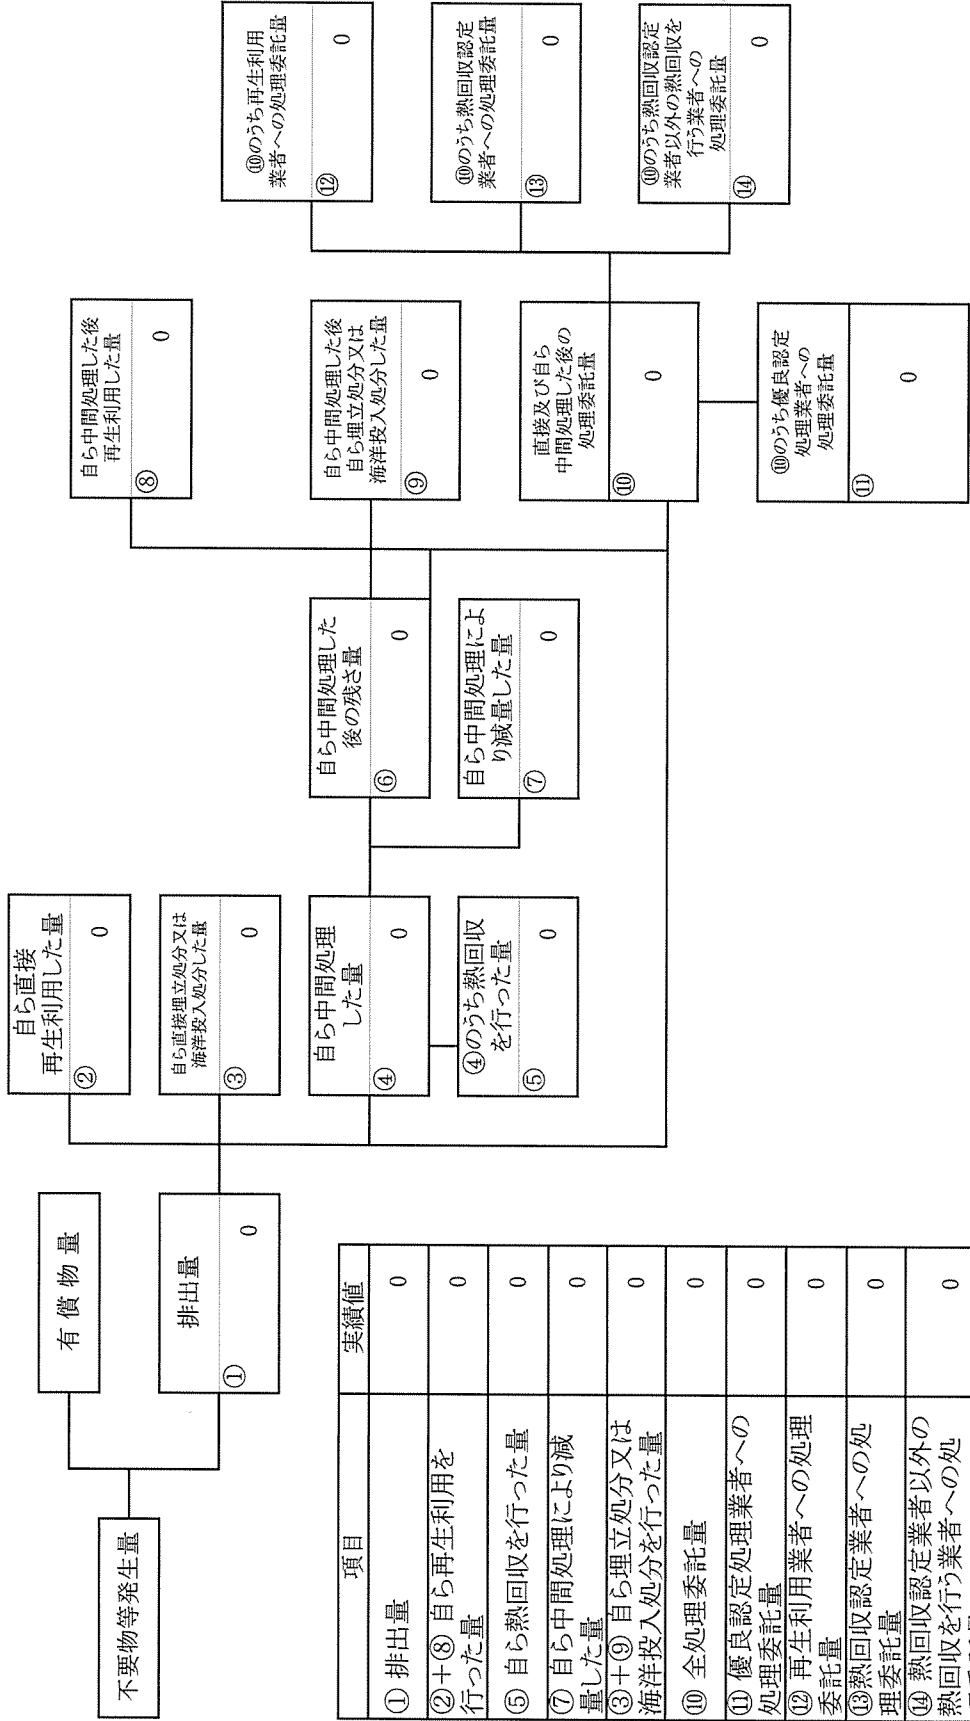 不要物等発生量
有償物量
排出量
①
0
自ら直接
再生利用した量
②
0
自ら直接埋立処分又は
海洋投入処分した量
③
0
自ら中間処理
した量
④
0
④のうち熱回収
を行った量
⑤
0
自ら中間処理した
後の残さ量
⑥
0
自ら中間処理によ
り減量した量
⑦
0
自ら中間処理した後
再生利用した量
⑧
0
自ら中間処理した後
自ら埋立処分又は
海洋投入処分した量
⑨
0
直接及び自ら
中間処理した後の
処理委託量
⑩
0
⑩のうち優良認定
処理業者への
処理委託量
⑪
0
⑩のうち再生利用
業者への処理委託量
⑫
0
⑩のうち熱回収認定
業者への処理委託量
⑬
0
⑩のうち熱回収認定
業者以外の熱回収を
行う業者への
処理委託量
⑭
0
項目 実績値
① 排出量 0
②+⑧ 自ら再生利用を
行った量 0
⑤ 自ら熱回収を行った量 0
⑦ 自ら中間処理により減
量した量 0
③+⑨ 自ら埋立処分又は
海洋投入処分を行った量 0
⑩ 全処理委託量 0
⑪ 優良認定処理業者への
処理委託量 0
⑫ 再生利用業者への処理
委託量 0
⑬熱回収認定業者への処
理委託量 0
⑭ 熱回収認定業者以外の
熱回収を行う業者への処 0